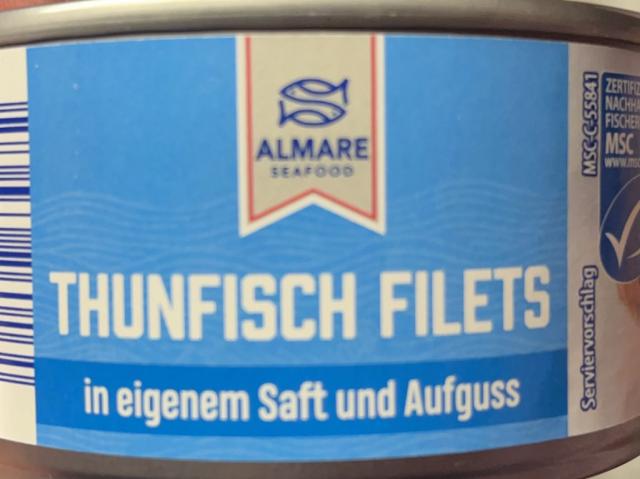 ALMARE
SEAFOOD
THUNFISCH FILETS
in eigenem Saft und Aufguss
MSC-C-55841
Serviervorschlag
MSC